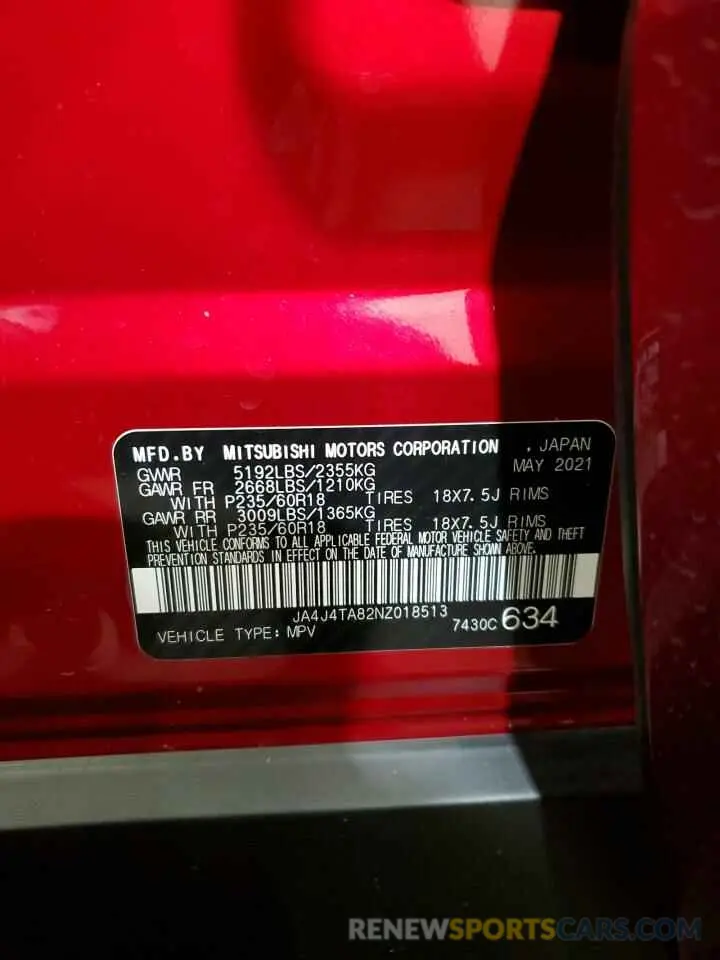 MFD.BY MITSUBISHI MOTORS CORPORATION , JAPAN
GVWR 5192LBS/2355KG MAY 2021
GAWR FR 2668LBS/1210KG
WITH P235/60R18 TIRES 18X7.5J RIMS
GAWR RR 3009LBS/1365KG
WITH P235/60R18 TIRES 18X7.5J RIMS
THIS VEHICLE CONFORMS TO ALL APPLICABLE FEDERAL MOTOR VEHICLE SAFETY AND THEFT
PREVENTION STANDARDS IN EFFECT ON THE DATE OF MANUFACTURE SHOWN ABOVE.
JA4J4TA82NZ018513
VEHICLE TYPE: MPV 7430C 634
RENEWSPORTSCARS.COM